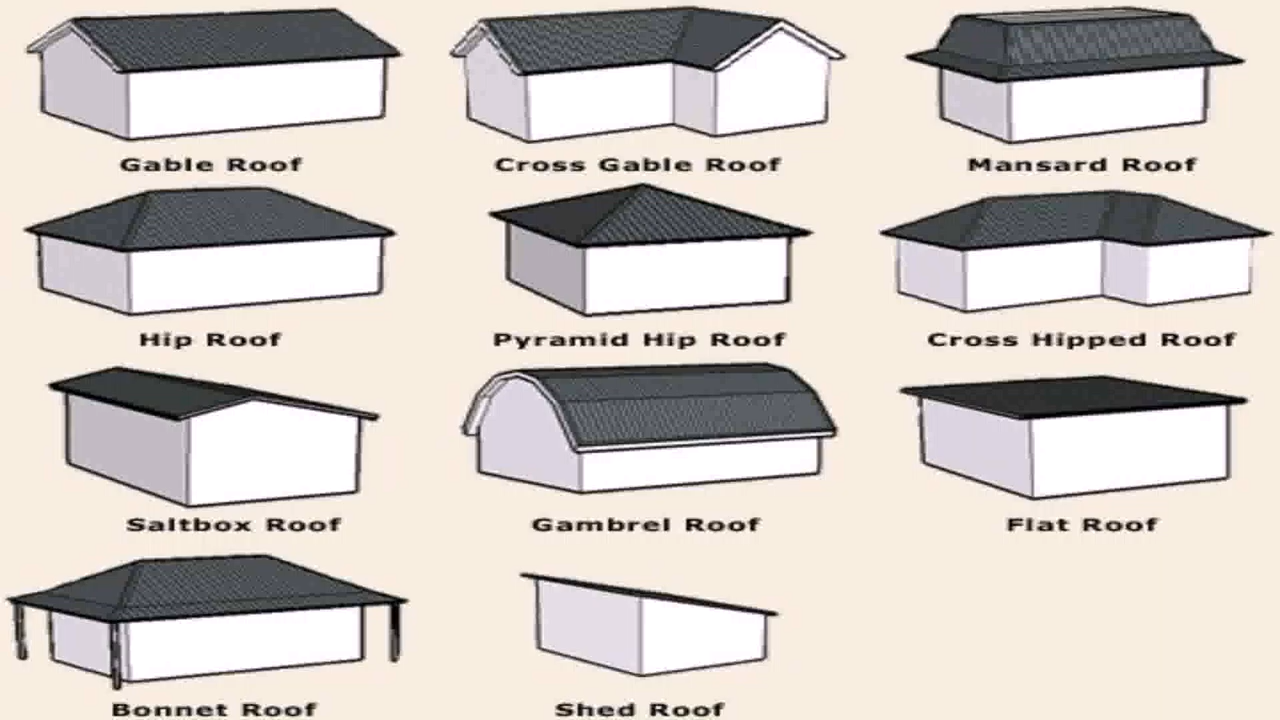 Gable Roof
Cross Gable Roof
Mansard Roof
Hip Roof
Pyramid Hip Roof
Cross Hipped Roof
Saltbox Roof
Gambrel Roof
Flat Roof
Bonnet Roof
Shed Roof